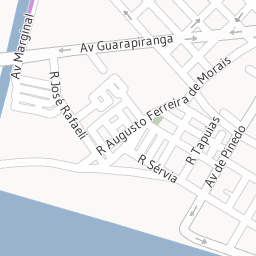 Av Marginal
Av Guarapiranga
R José Rafaeli
R Augusto Ferreira de Morais
R Sérvia
R Tapuias
Av de Pinedo